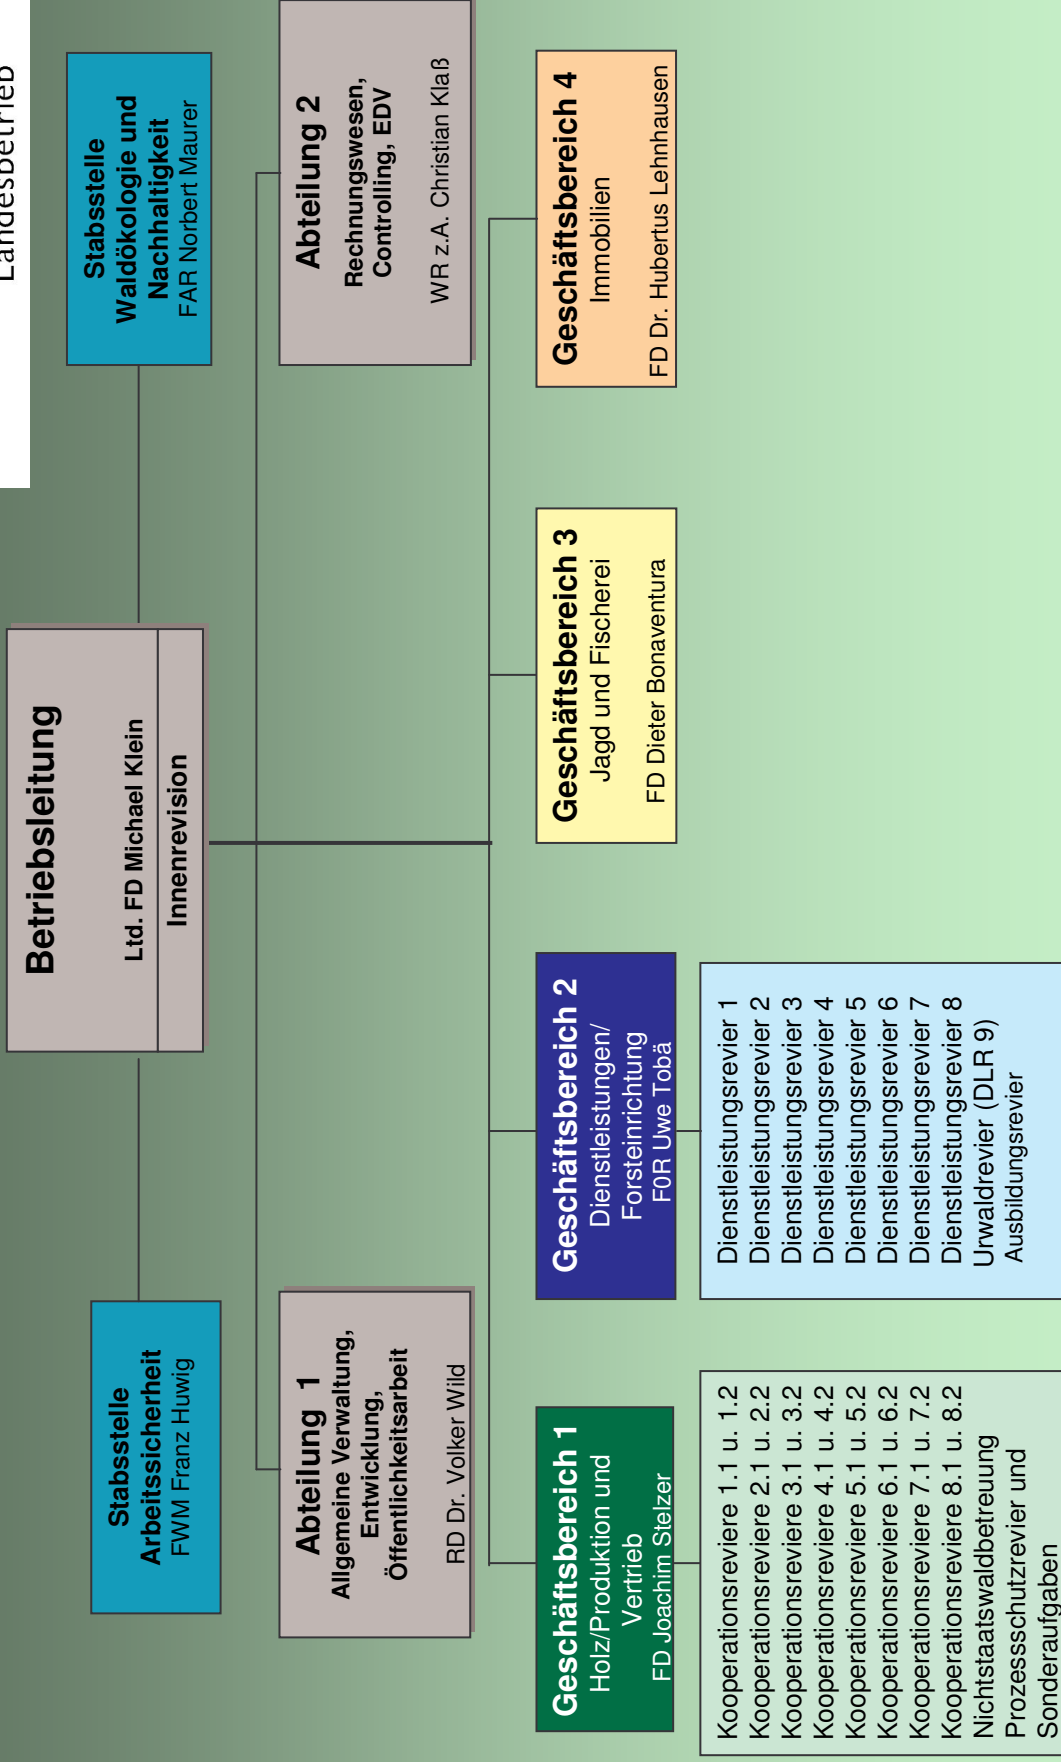 Landesbetrieb
Betriebsleitung
Ltd. FD Michael Klein
Innenrevision
Stabsstelle
Arbeitssicherheit
FWM Franz Huwig
Stabsstelle
Waldökologie und
Nachhaltigkeit
FAR Norbert Maurer
Abteilung 1
Allgemeine Verwaltung,
Entwicklung,
Öffentlichkeitsarbeit
RD Dr. Volker Wild
Abteilung 2
Rechnungswesen,
Controlling, EDV
WR z.A. Christian Klaß
Geschäftsbereich 1
Holz/Produktion und
Vertrieb
FD Joachim Stelzer
Geschäftsbereich 2
Dienstleistungen/
Forsteinrichtung
F0R Uwe Tobä
Geschäftsbereich 3
Jagd und Fischerei
FD Dieter Bonaventura
Geschäftsbereich 4
Immobilien
FD Dr. Hubertus Lehnhausen
Kooperationsreviere 1.1 u. 1.2
Kooperationsreviere 2.1 u. 2.2
Kooperationsreviere 3.1 u. 3.2
Kooperationsreviere 4.1 u. 4.2
Kooperationsreviere 5.1 u. 5.2
Kooperationsreviere 6.1 u. 6.2
Kooperationsreviere 7.1 u. 7.2
Kooperationsreviere 8.1 u. 8.2
Nichtstaatswaldbetreuung
Prozessschutzrevier und
Sonderaufgaben
Dienstleistungsrevier 1
Dienstleistungsrevier 2
Dienstleistungsrevier 3
Dienstleistungsrevier 4
Dienstleistungsrevier 5
Dienstleistungsrevier 6
Dienstleistungsrevier 7
Dienstleistungsrevier 8
Urwaldrevier (DLR 9)
Ausbildungsrevier